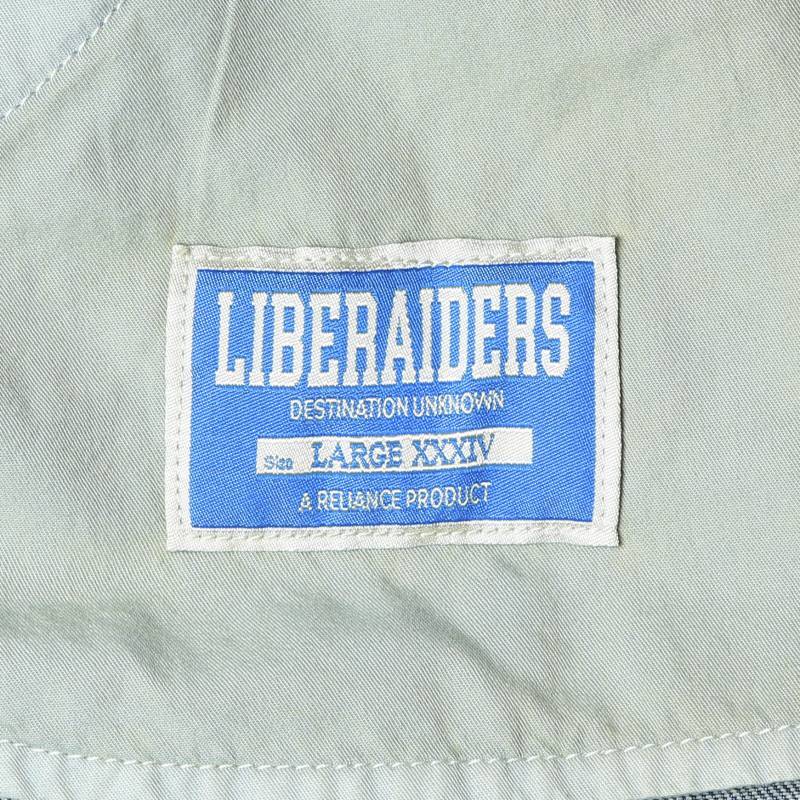 LIBERAIDERS
DESTINATION UNKNOWN
Size LARGE XXXIV
A RELIANCE PRODUCT